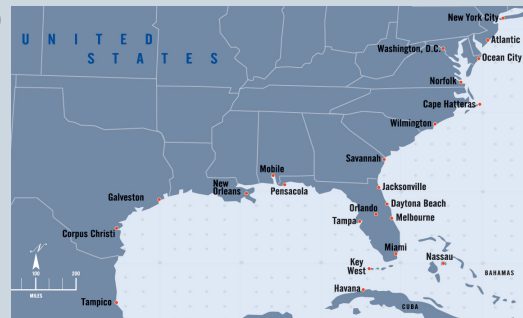 New York City
UNITED
STATES
Atlantic
Washington, D.C.
Ocean City
Norfolk
Cape Hatteras
Wilmington
Savannah
Mobile
New
Orleans
Pensacola
Jacksonville
Galveston
Daytona Beach
Orlando
Melbourne
Tampa
Corpus Christi
Miami
Nassau
Key
West
BAHAMAS
N
100
200
MILES
Havana
Tampico
CUBA